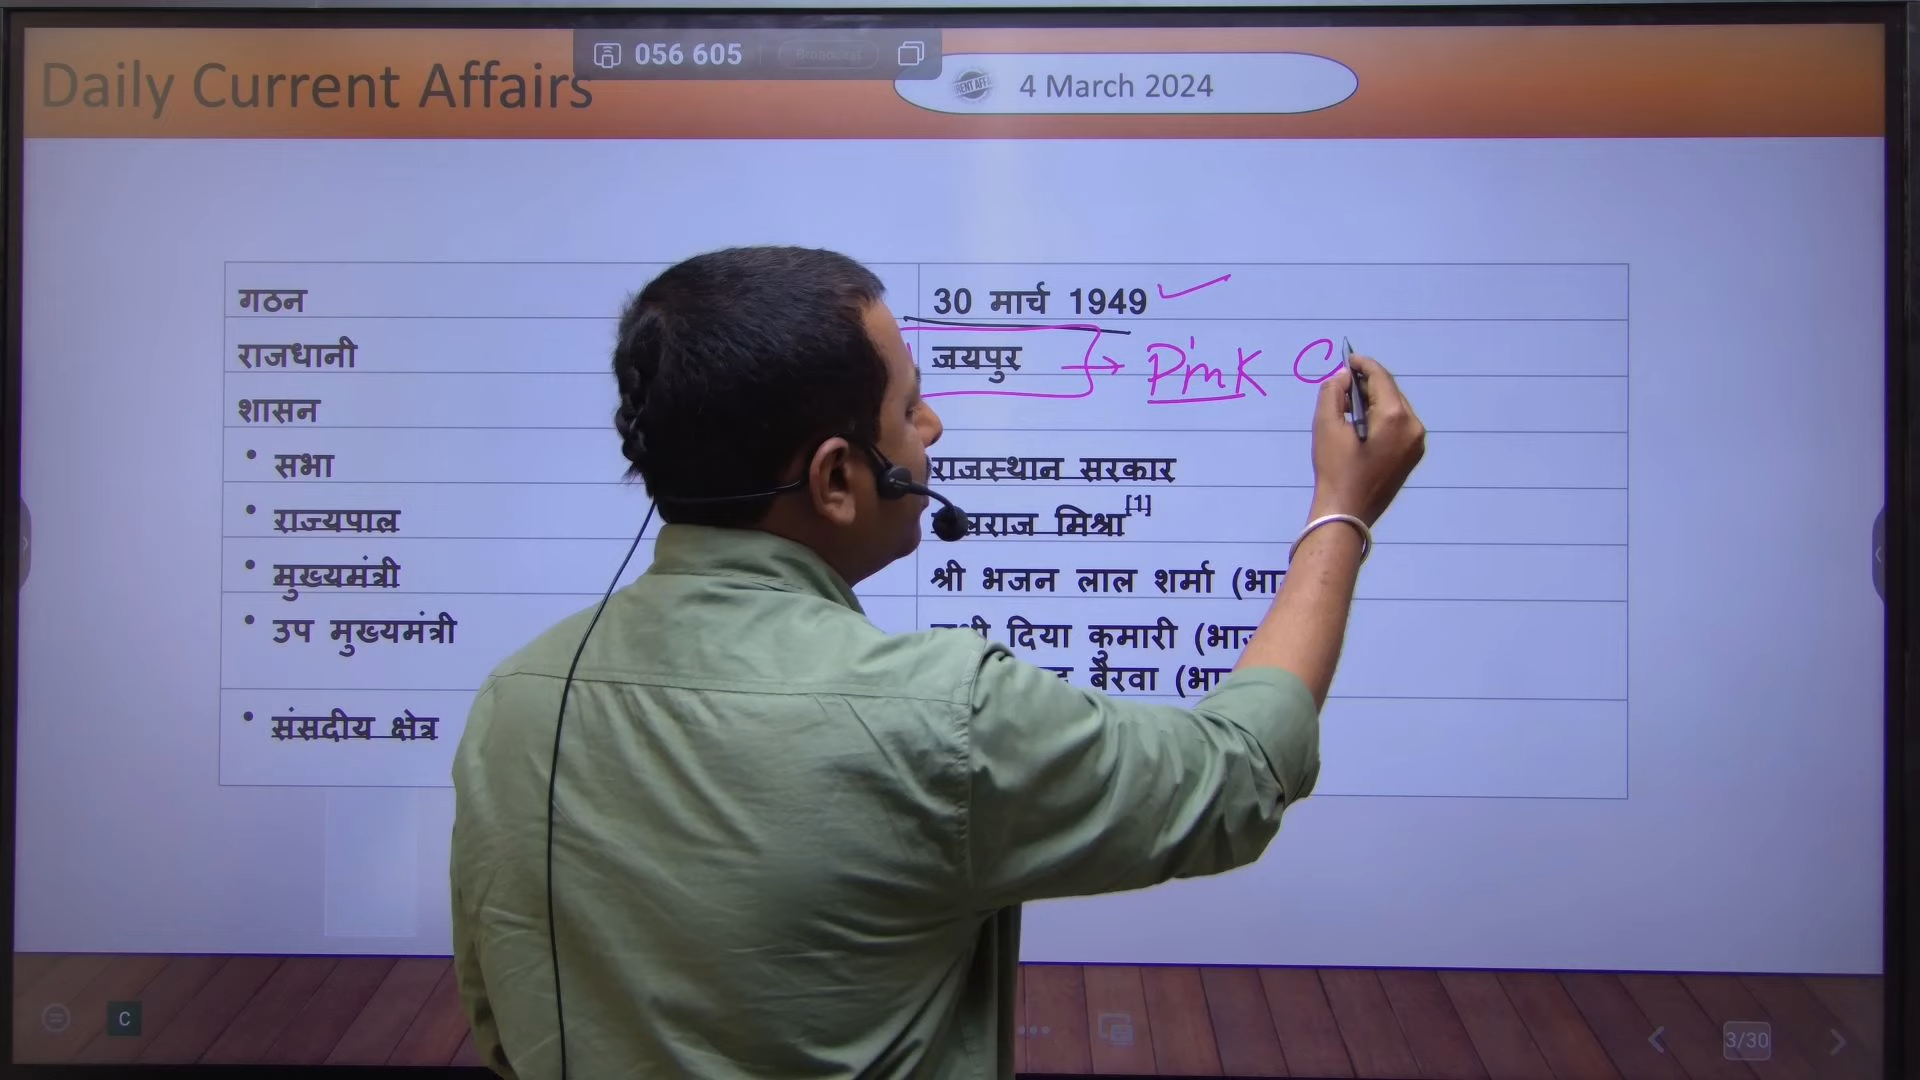 056 605
Broadcast
Daily Current Affairs
4 March 2024
गठन 30 मार्च 1949
राजधानी जयपुर → Pink C
शासन
• सभा राजस्थान सरकार
• राज्यपाल मिश्रा[1]
• मुख्यमंत्री श्री भजन लाल शर्मा
• उप मुख्यमंत्री दिया कुमारी
बैरवा
• संसदीय क्षेत्र
C
3/30